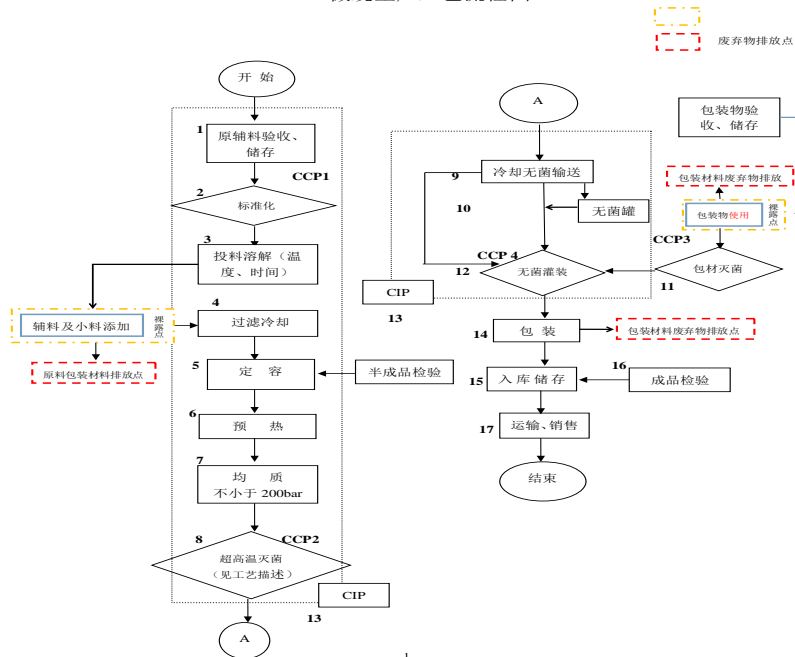 废弃物排放点
开 始
1
原辅料验收、
储存
CCP1
2
标准化
3
投料溶解（温
度、时间）
4
辅料及小料添加
裸露点
过滤冷却
原料包装材料排放点
5
定 容
半成品检验
6
预 热
7
均 质
不小于 200bar
8
CCP2
超高温灭菌
（见工艺描述）
CIP
13
A
A
包装物验
收、储存
9
冷却无菌输送
包装材料废弃物排放
10
无菌罐
包装物使用
裸露点
CCP 4
CCP3
12
无菌灌装
包材灭菌
11
CIP
13
14
包 装
包装材料废弃物排放点
15
入 库 储存
16
成品检验
17
运输、销售
结束
1